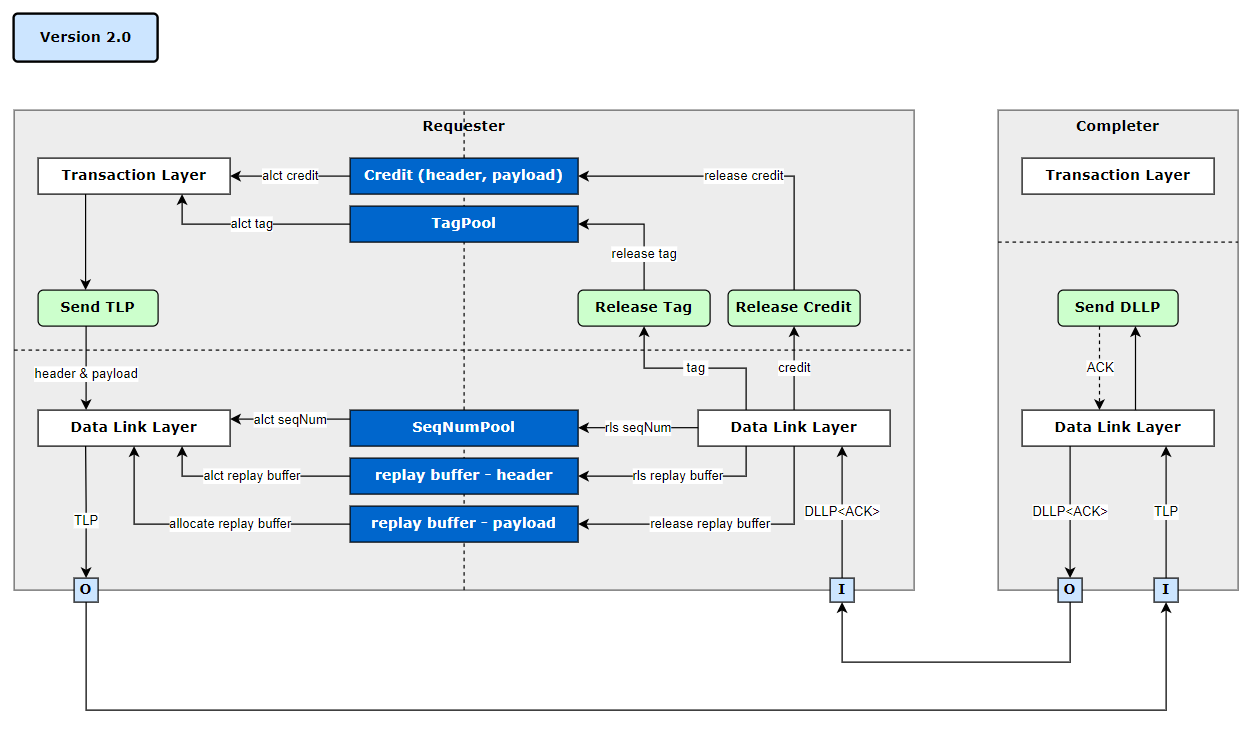 Version 2.0
Requester
Completer
Transaction Layer
alct credit
Credit (header, payload)
release credit
Transaction Layer
alct tag
TagPool
release tag
Send TLP
Release Tag
Release Credit
Send DLLP
header & payload
tag
credit
ACK
Data Link Layer
alct seqNum
SeqNumPool
rls seqNum
Data Link Layer
Data Link Layer
alct replay buffer
replay buffer - header
rls replay buffer
TLP
allocate replay buffer
replay buffer - payload
release replay buffer
DLLP<ACK>
DLLP<ACK>
TLP
O
I
O
I